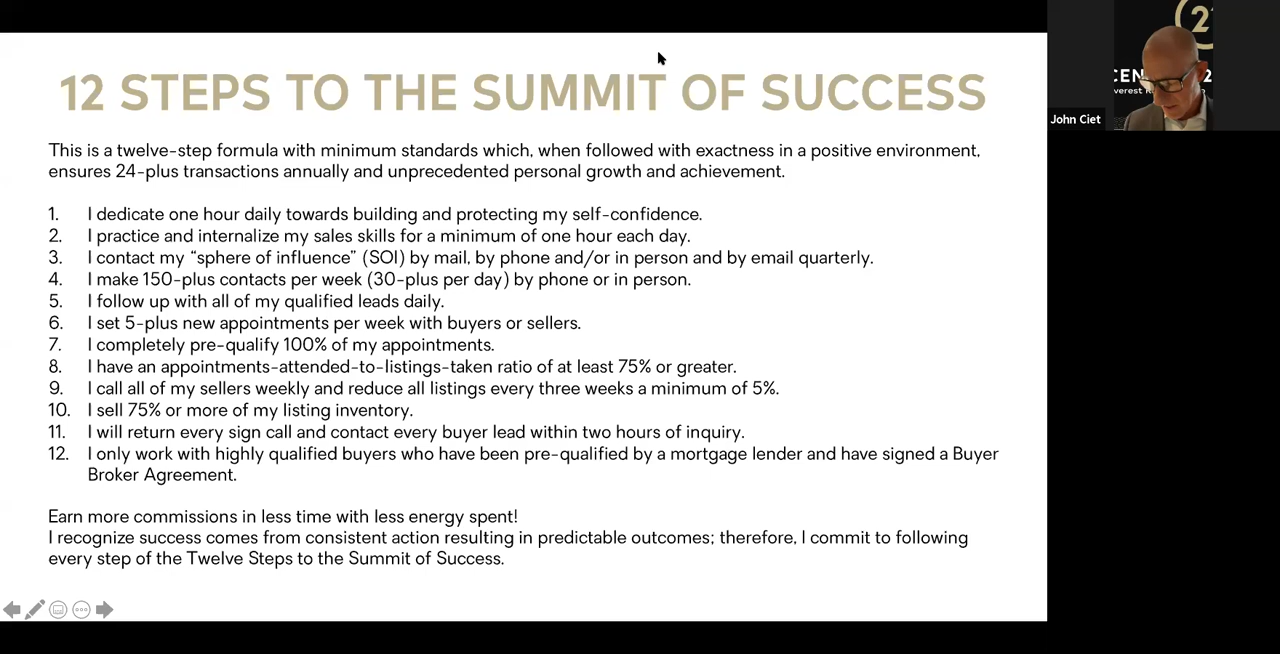 12 STEPS TO THE SUMMIT OF SUCCESS
This is a twelve-step formula with minimum standards which, when followed with exactness in a positive environment,
ensures 24-plus transactions annually and unprecedented personal growth and achievement.
1. I dedicate one hour daily towards building and protecting my self-confidence.
2. I practice and internalize my sales skills for a minimum of one hour each day.
3. I contact my “sphere of influence” (SOI) by mail, by phone and/or in person and by email quarterly.
4. I make 150-plus contacts per week (30-plus per day) by phone or in person.
5. I follow up with all of my qualified leads daily.
6. I set 5-plus new appointments per week with buyers or sellers.
7. I completely pre-qualify 100% of my appointments.
8. I have an appointments-attended-to-listings-taken ratio of at least 75% or greater.
9. I call all of my sellers weekly and reduce all listings every three weeks a minimum of 5%.
10. I sell 75% or more of my listing inventory.
11. I will return every sign call and contact every buyer lead within two hours of inquiry.
12. I only work with highly qualified buyers who have been pre-qualified by a mortgage lender and have signed a Buyer
Broker Agreement.
Earn more commissions in less time with less energy spent!
I recognize success comes from consistent action resulting in predictable outcomes; therefore, I commit to following
every step of the Twelve Steps to the Summit of Success.
John Ciet